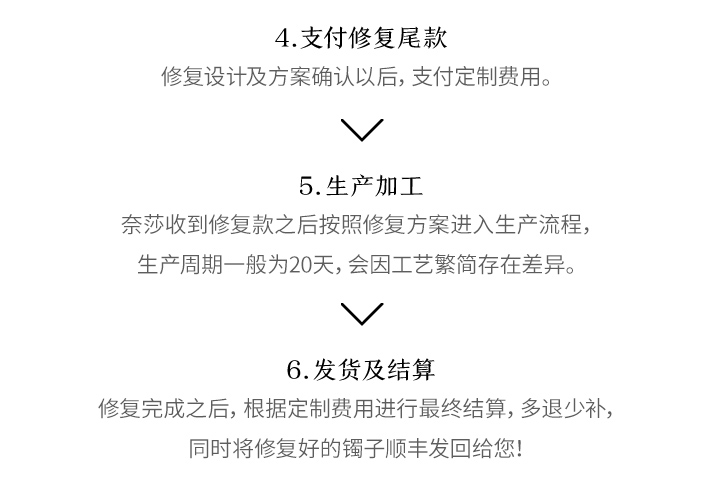 4.支付修复尾款
修复设计及方案确认以后，支付定制费用。
5.生产加工
奈莎收到修复款之后按照修复方案进入生产流程，
生产周期一般为20天，会因工艺繁简存在差异。
6.发货及结算
修复完成之后，根据定制费用进行最终结算，多退少补，
同时将修复好的镯子顺丰发回给您！